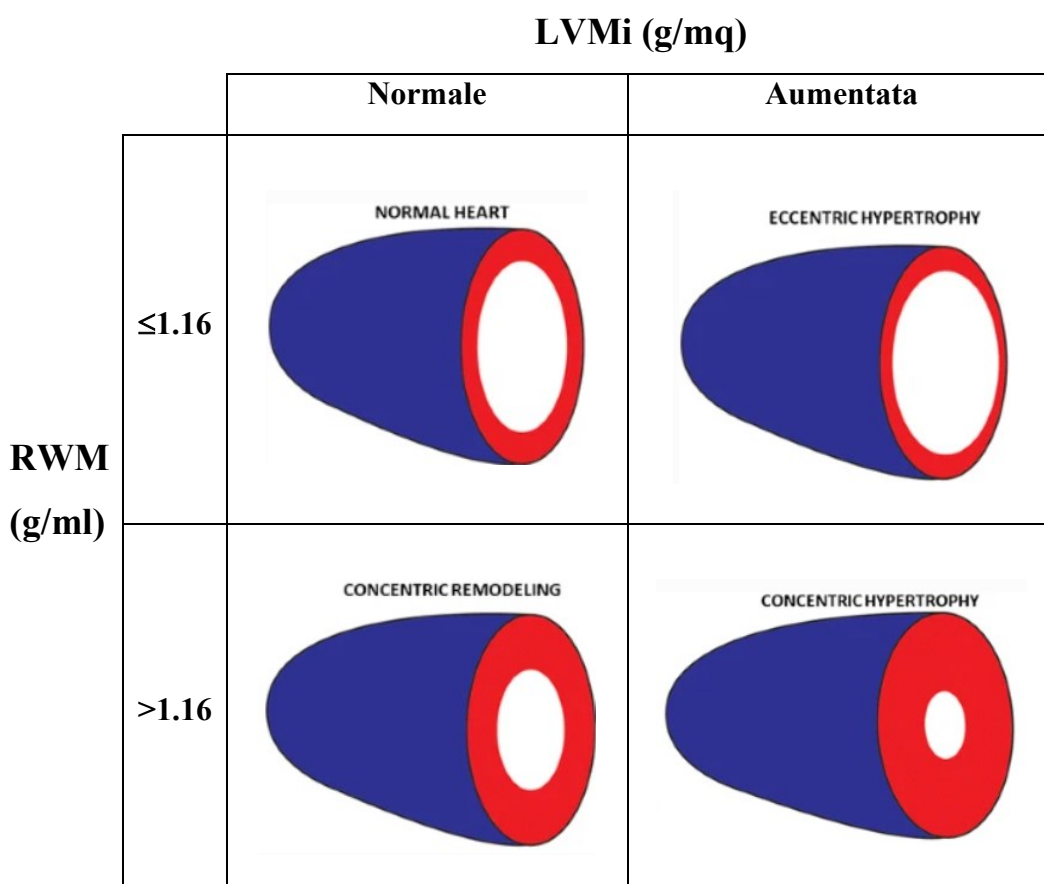 LVMi (g/mq)
Normale
Aumentata
NORMAL HEART
ECCENTRIC HYPERTROPHY
≤1.16
RWM
(g/ml)
CONCENTRIC REMODELING
CONCENTRIC HYPERTROPHY
>1.16